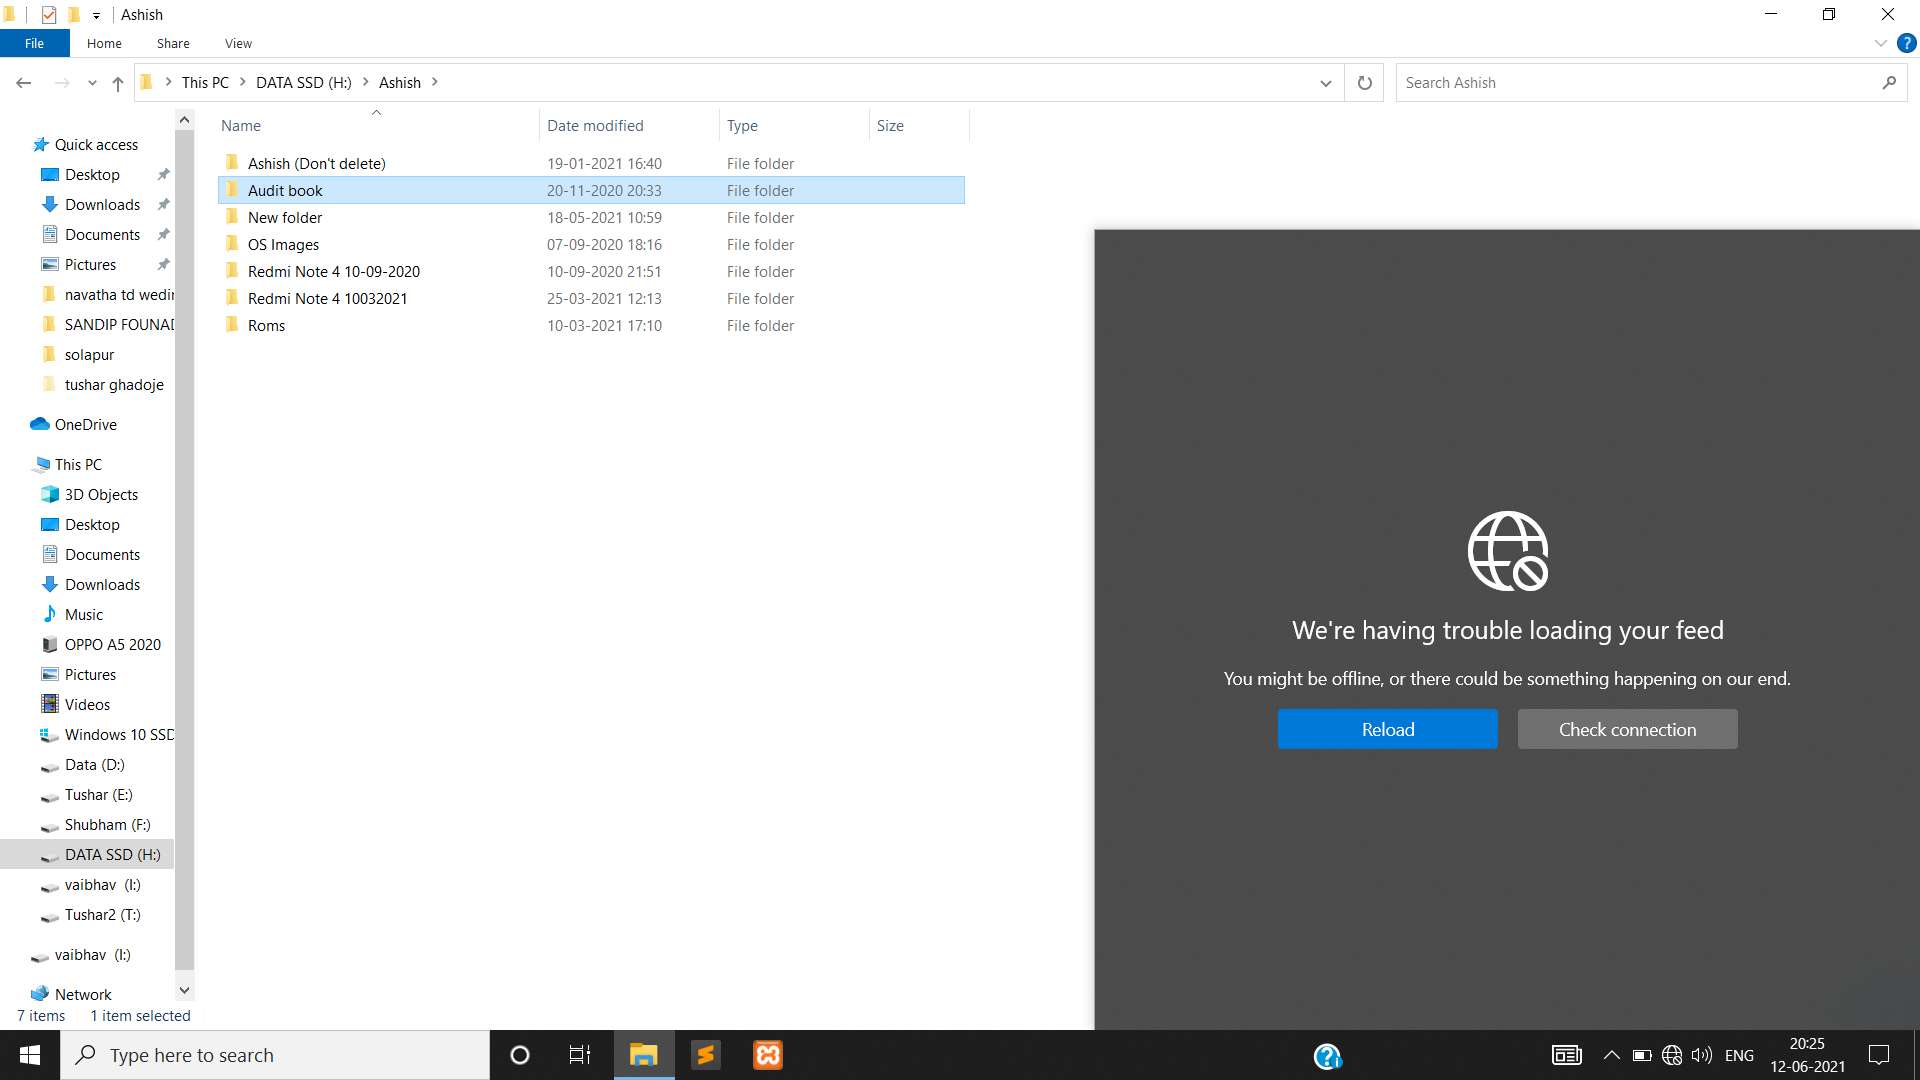 Ashish
File Home Share View
This PC DATA SSD (H:) Ashish
Search Ashish
Name Date modified Type Size
Ashish (Don't delete) 19-01-2021 16:40 File folder
Audit book 20-11-2020 20:33 File folder
New folder 18-05-2021 10:59 File folder
OS Images 07-09-2020 18:16 File folder
Redmi Note 4 10-09-2020 10-09-2020 21:51 File folder
Redmi Note 4 10032021 25-03-2021 12:13 File folder
Roms 10-03-2021 17:10 File folder
Quick access
Desktop
Downloads
Documents
Pictures
navatha td wedin
SANDIP FOUNAD
solapur
tushar ghadoje
OneDrive
This PC
3D Objects
Desktop
Documents
Downloads
Music
OPPO A5 2020
Pictures
Videos
Windows 10 SSD
Data (D:)
Tushar (E:)
Shubham (F:)
DATA SSD (H:)
vaibhav (I:)
Tushar2 (T:)
vaibhav (I:)
Network
7 items 1 item selected
We're having trouble loading your feed
You might be offline, or there could be something happening on our end.
Reload Check connection
Type here to search
ENG
20:25
12-06-2021